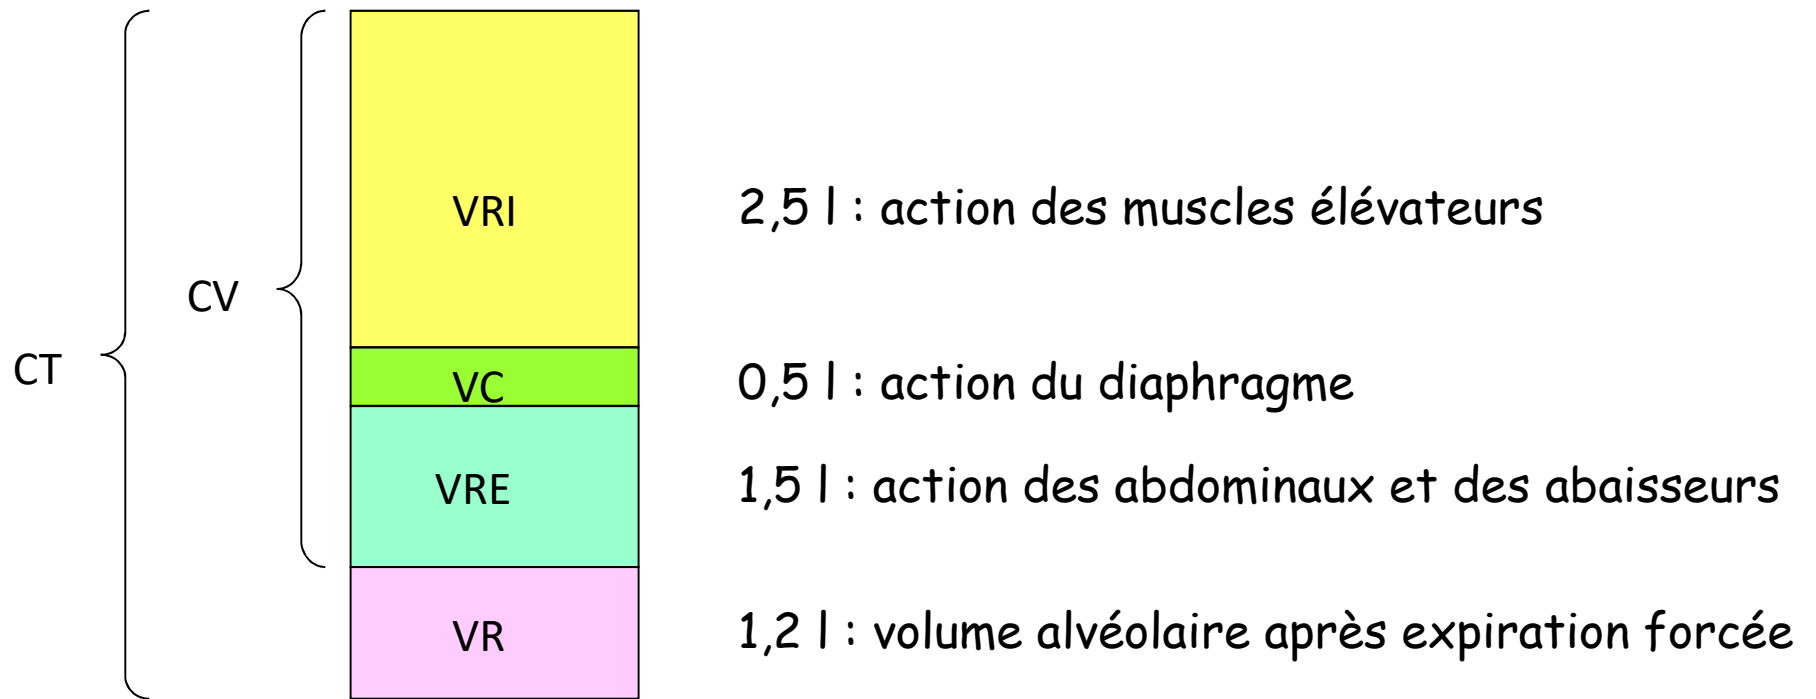 VRI
2,5 l : action des muscles élévateurs
CV
CT
VC
0,5 l : action du diaphragme
VRE
1,5 l : action des abdominaux et des abaisseurs
VR
1,2 l : volume alvéolaire après expiration forcée